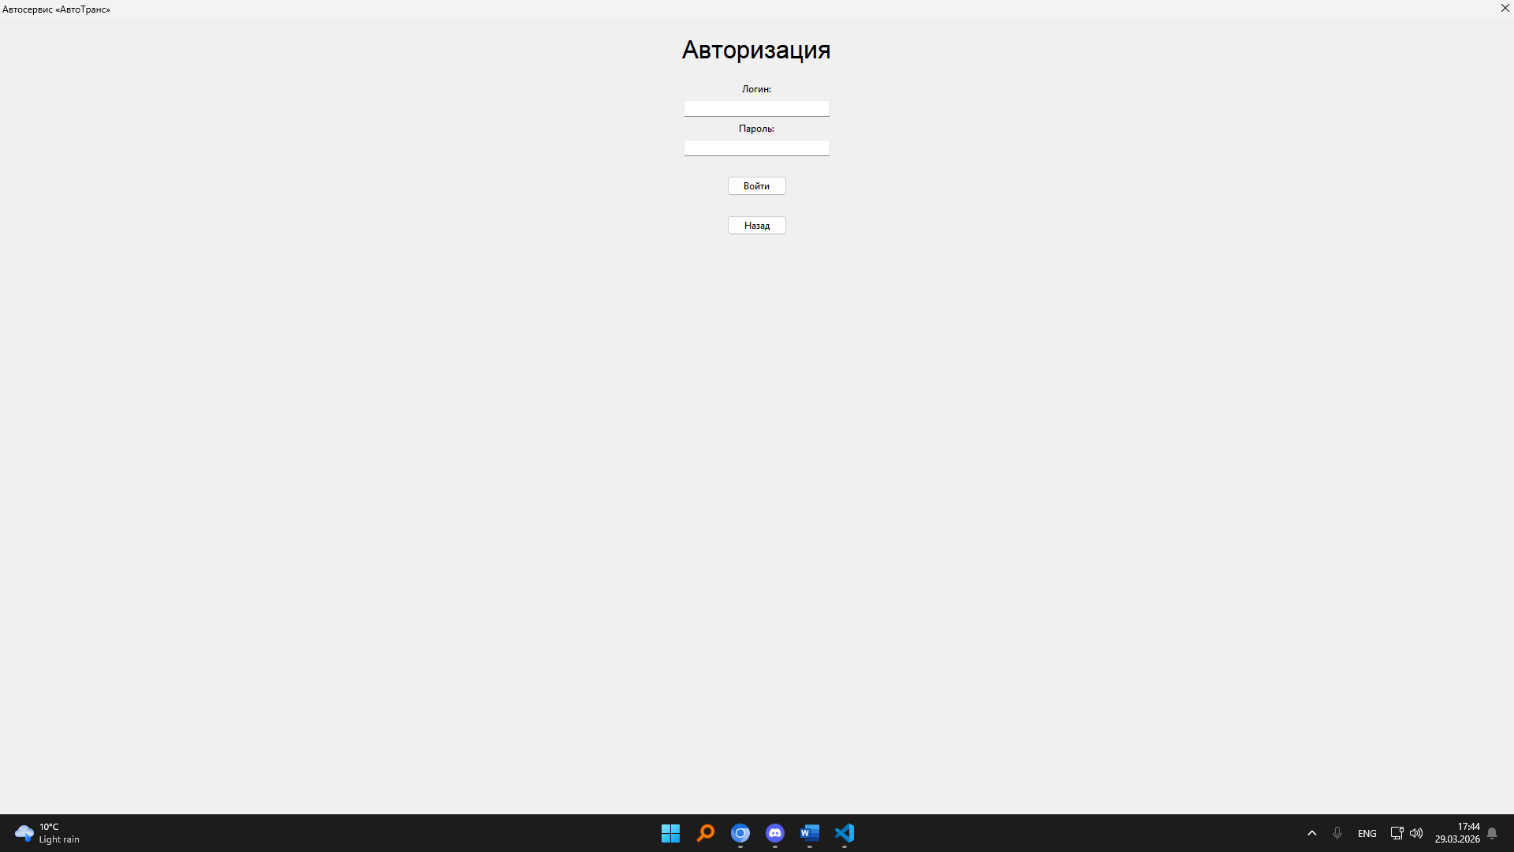 Автосервис «АвтоТранс»
Авторизация
Логин:
Пароль:
Войти
Назад
10°C
Light rain
ENG
17:44
29.03.2026